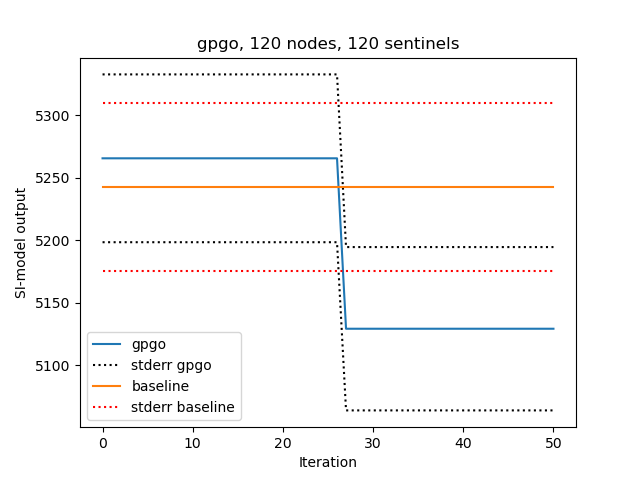 gpgo, 120 nodes, 120 sentinels
SI-model output
5300
5250
5200
5150
5100
gpgo
stderr gpgo
baseline
stderr baseline
0 10 20 30 40 50
Iteration